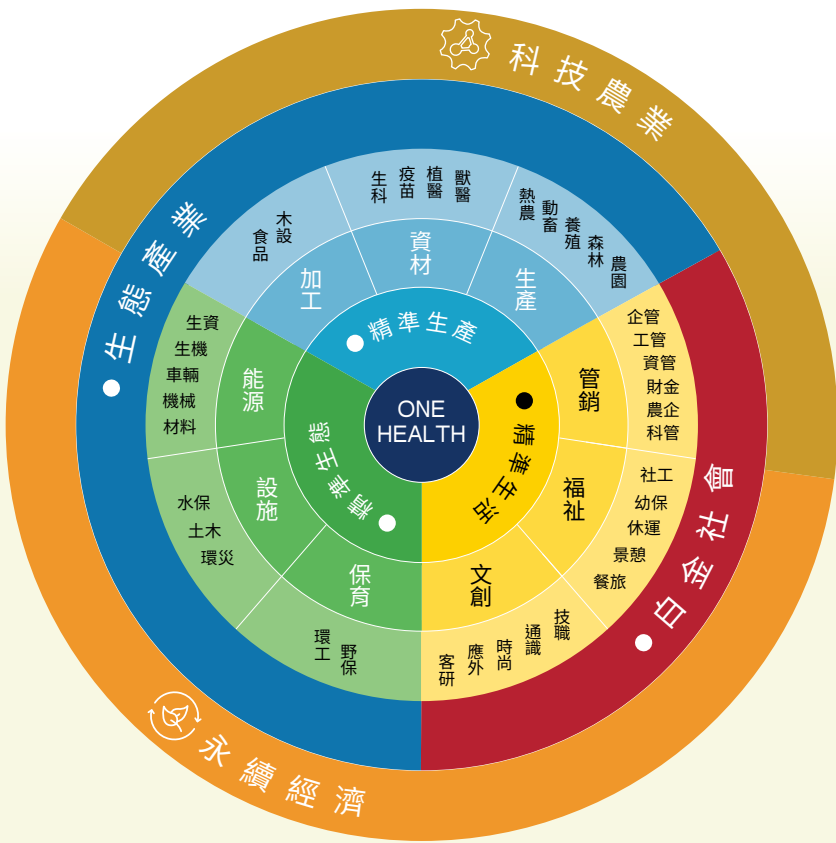 科技農業
生態產業
白金社會
永續經濟
ONE
HEALTH
精準生產
加工
資材
生產
木設
食品
生科
疫苗
植醫
獸醫
熱農
動畜
養殖
森林
農園
精準生活
管銷
福祉
文創
企管
工管
資管
財金
農企
科管
社工
幼保
休運
景憩
餐旅
技職
通識
時尚
應外
客研
精準生態
能源
設施
保育
生資
生機
車輛
機械
材料
水保
土木
環災
環工
野保